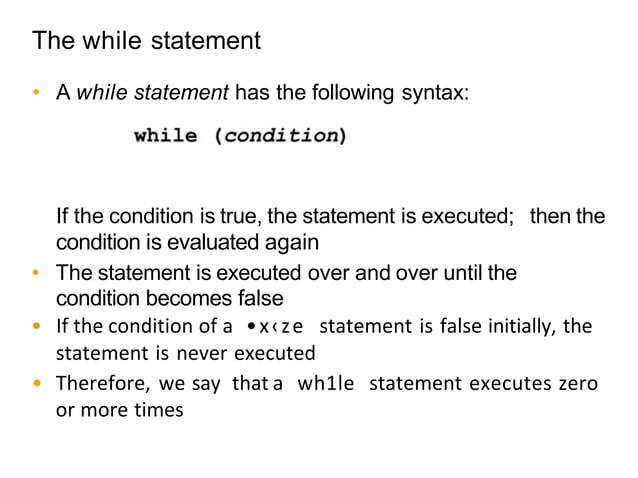 The while statement
• A while statement has the following syntax:
while (condition)
If the condition is true, the statement is executed; then the
condition is evaluated again
• The statement is executed over and over until the
condition becomes false
• If the condition of a •x‹ze statement is false initially, the
statement is never executed
• Therefore, we say that a wh1le statement executes zero
or more times